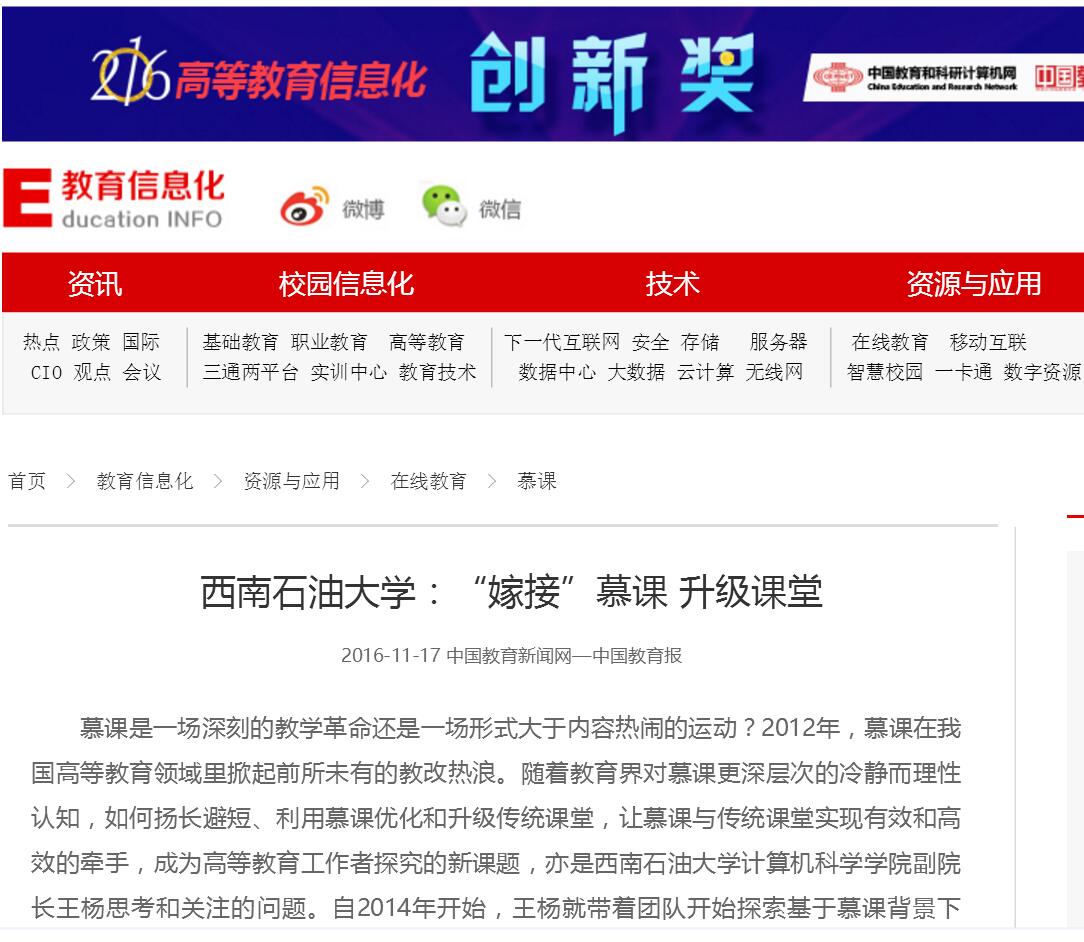 2016高等教育信息化 创新奖 中国教育和科研计算机网
China Education and Research Network
E 教育信息化
ducation INFO
微博 微信
资讯 校园信息化 技术 资源与应用
热点 政策 国际 基础教育 职业教育 高等教育 下一代互联网 安全 存储 服务器 在线教育 移动互联
CIO 观点 会议 三通两平台 实训中心 教育技术 数据中心 大数据 云计算 无线网 智慧校园 一卡通 数字资源
首页 > 教育信息化 > 资源与应用 > 在线教育 > 慕课
西南石油大学：“嫁接”慕课 升级课堂
2016-11-17 中国教育新闻网—中国教育报
慕课是一场深刻的教学革命还是一场形式大于内容热闹的运动？2012年，慕课在我
国高等教育领域里掀起前所未有的教改热浪。随着教育界对慕课更深层次的冷静而理性
认知，如何扬长避短、利用慕课优化和升级传统课堂，让慕课与传统课堂实现有效和高
效的牵手，成为高等教育工作者探究的新课题，亦是西南石油大学计算机科学学院副院
长王杨思考和关注的问题。自2014年开始，王杨就带着团队开始探索基于慕课背景下